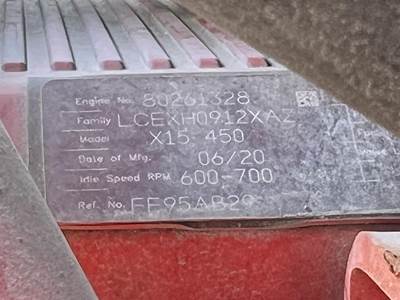 Engine No. 80261328
Family LCEXH0912XAZ
Model X15 450
Date of Mfg. 06/20
Idle Speed RPM 600-700
Ref. No. FF95AB29